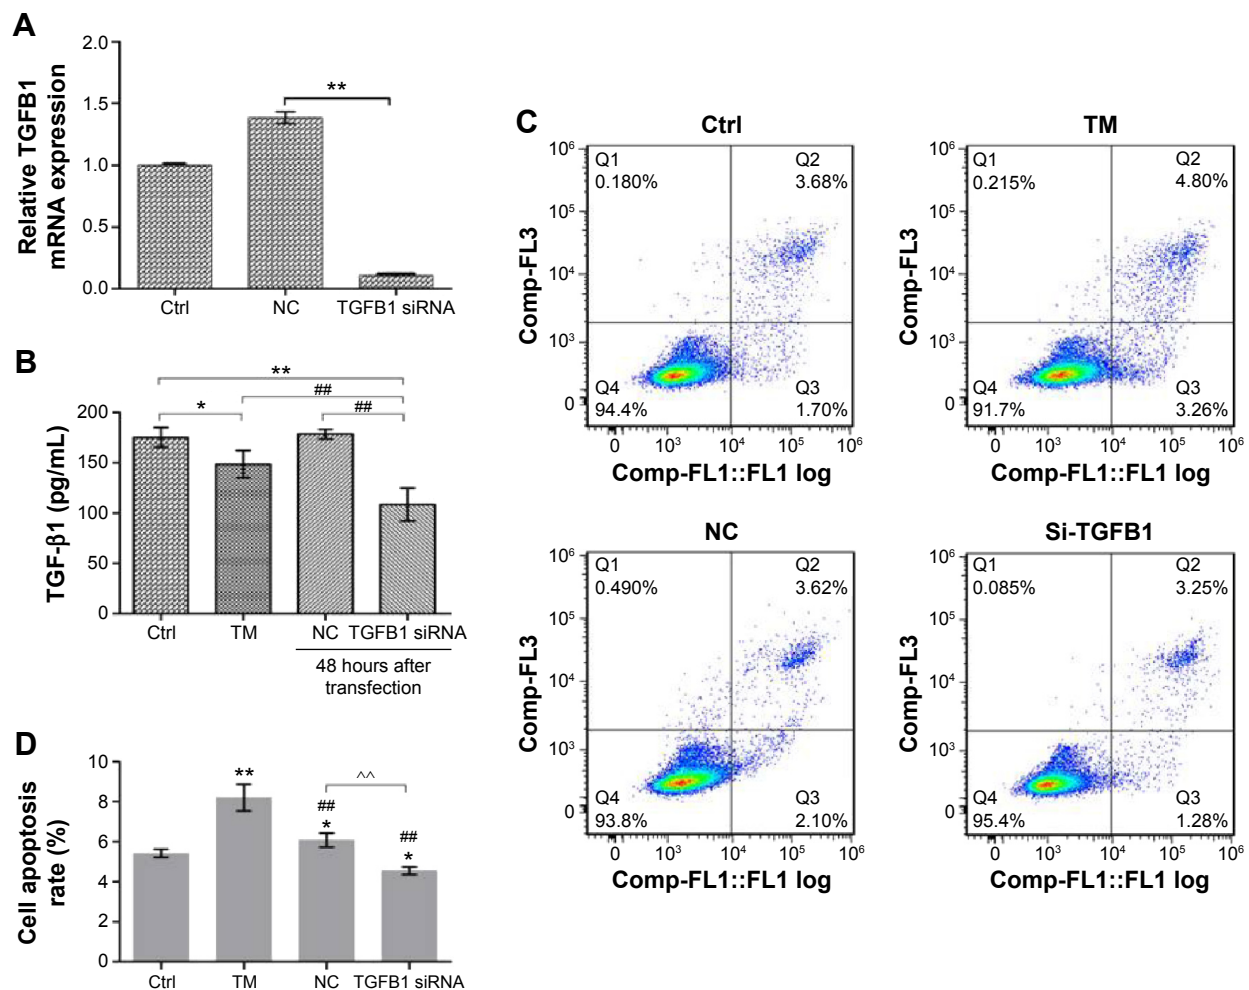 A
Relative TGFB1
mRNA expression
2.0
1.5
1.0
0.5
0.0
**
Ctrl
NC
TGFB1 siRNA
B
TGF-β1 (pg/mL)
200
150
100
50
0
**
##
*
##
Ctrl
TM
NC
TGFB1 siRNA
48 hours after
transfection
C
Ctrl
Comp-FL3
10⁶
10⁵
10⁴
10³
0
Q1
0.180%
Q2
3.68%
Q4
94.4%
Q3
1.70%
0 10³ 10⁴ 10⁵ 10⁶
Comp-FL1::FL1 log
TM
Comp-FL3
10⁶
10⁵
10⁴
10³
0
Q1
0.215%
Q2
4.80%
Q4
91.7%
Q3
3.26%
0 10³ 10⁴ 10⁵ 10⁶
Comp-FL1::FL1 log
NC
Comp-FL3
10⁶
10⁵
10⁴
10³
0
Q1
0.490%
Q2
3.62%
Q4
93.8%
Q3
2.10%
0 10³ 10⁴ 10⁵ 10⁶
Comp-FL1::FL1 log
Si-TGFB1
Comp-FL3
10⁶
10⁵
10⁴
10³
0
Q1
0.085%
Q2
3.25%
Q4
95.4%
Q3
1.28%
0 10³ 10⁴ 10⁵ 10⁶
Comp-FL1::FL1 log
D
Cell apoptosis
rate (%)
10
8
6
4
2
0
**
##
*
^^
##
*
Ctrl
TM
NC
TGFB1 siRNA